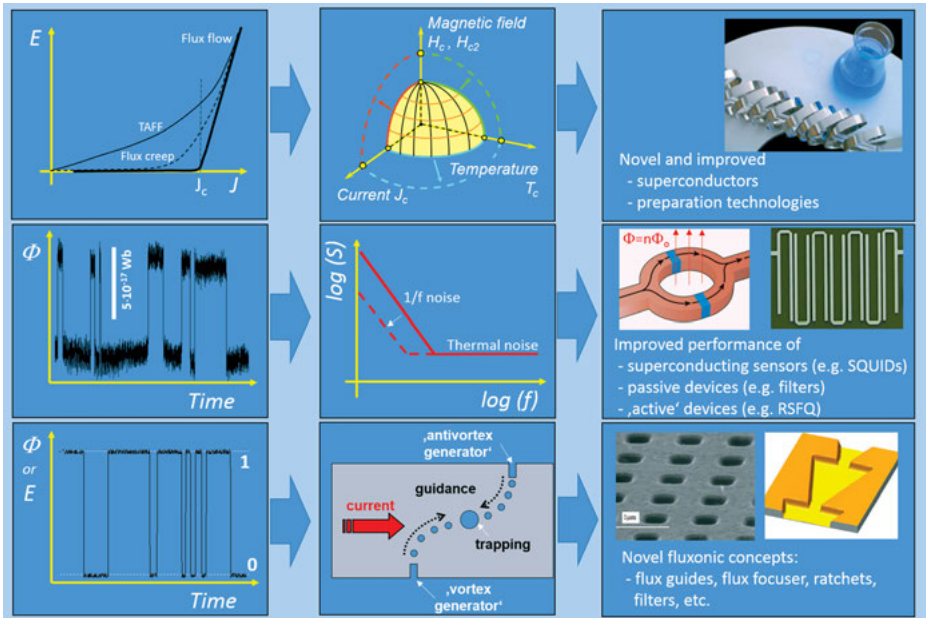 E
Flux flow
TAFF
Flux creep
J_c
J
Magnetic field
H_c , H_c2
Temperature
T_c
Current J_c
Novel and improved
- superconductors
- preparation technologies
Φ
5·10⁻¹⁷ Wb
Time
log (S)
1/f noise
Thermal noise
log (f)
Φ=nΦ₀
Improved performance of
- superconducting sensors (e.g. SQUIDs)
- passive devices (e.g. filters)
- ‚active‘ devices (e.g. RSFQ)
Φ
or
E
1
0
Time
‚antivortex
generator‘
guidance
current
trapping
‚vortex
generator‘
Novel fluxonic concepts:
- flux guides, flux focuser, ratchets,
filters, etc.